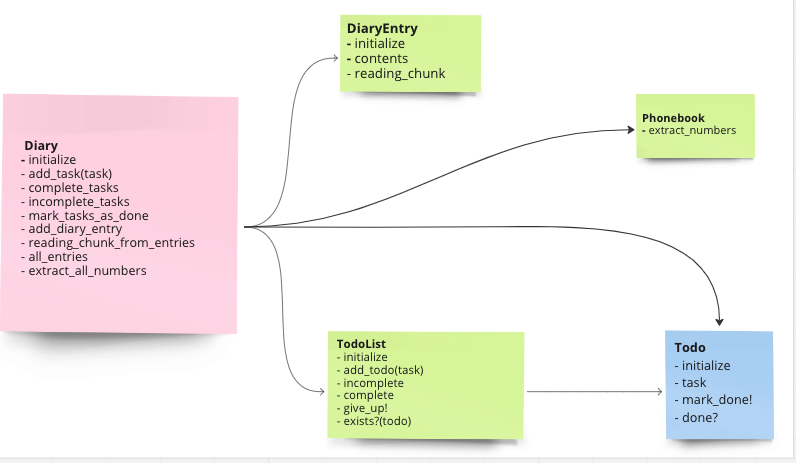 DiaryEntry
- initialize
- contents
- reading_chunk
Phonebook
- extract_numbers
Diary
- initialize
- add_task(task)
- complete_tasks
- incomplete_tasks
- mark_tasks_as_done
- add_diary_entry
- reading_chunk_from_entries
- all_entries
- extract_all_numbers
TodoList
- initialize
- add_todo(task)
- incomplete
- complete
- give_up!
- exists?(todo)
Todo
- initialize
- task
- mark_done!
- done?